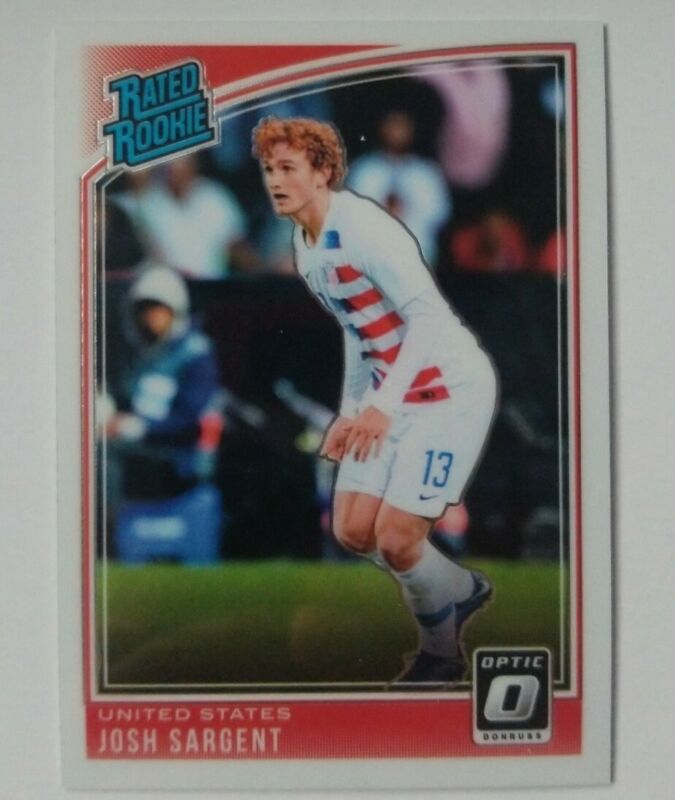 RATED
ROOKIE
13
OPTIC
O
DONRUSS
UNITED STATES
JOSH SARGENT